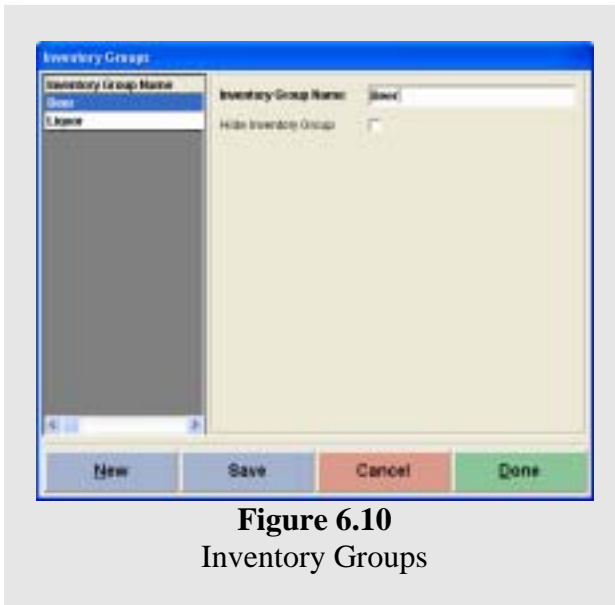 Inventory Groups
Inventory Group Name
Beer
Liquor
Inventory Group Name Beer
Hide Inventory Group
New Save Cancel Done
Figure 6.10
Inventory Groups